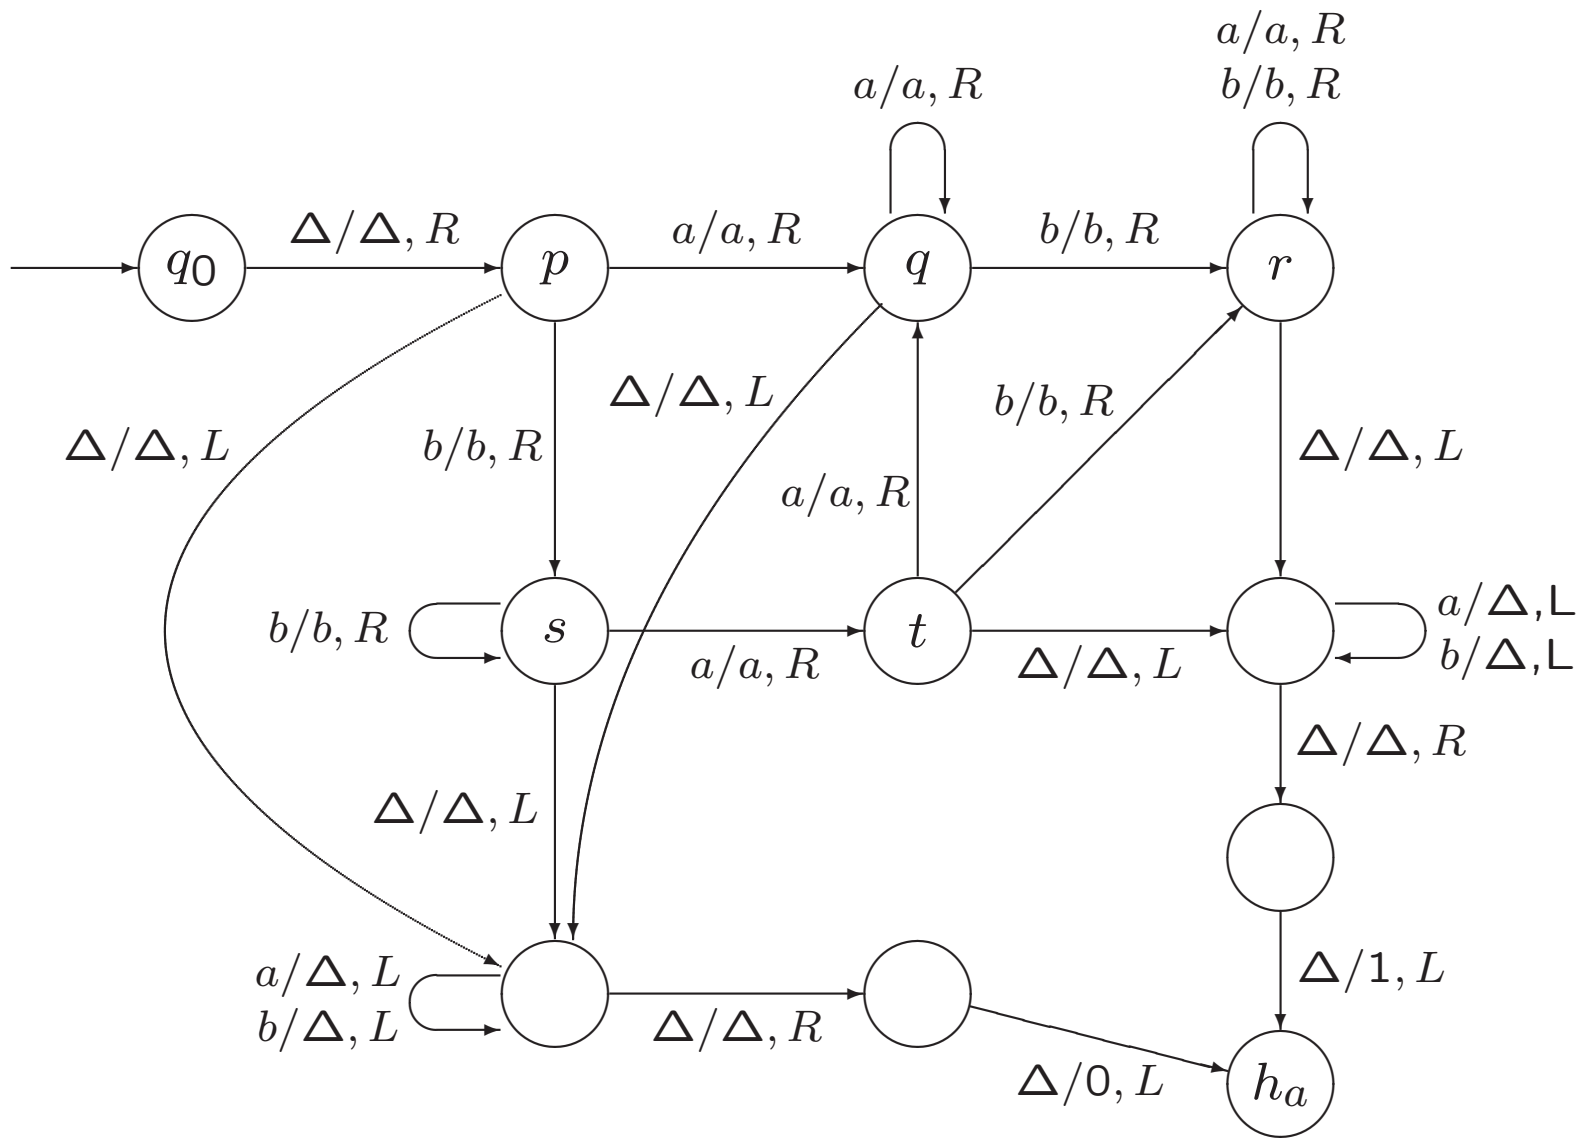 a/a, R
a/a, R
b/b, R
q0
Δ/Δ, R
p
a/a, R
q
b/b, R
r
Δ/Δ, L
Δ/Δ, L
b/b, R
Δ/Δ, L
b/b, R
a/a, R
Δ/Δ, L
b/b, R
s
a/a, R
t
Δ/Δ, L
a/Δ,L
b/Δ,L
Δ/Δ, R
Δ/Δ, L
a/Δ, L
b/Δ, L
Δ/Δ, R
Δ/1, L
Δ/0, L
ha